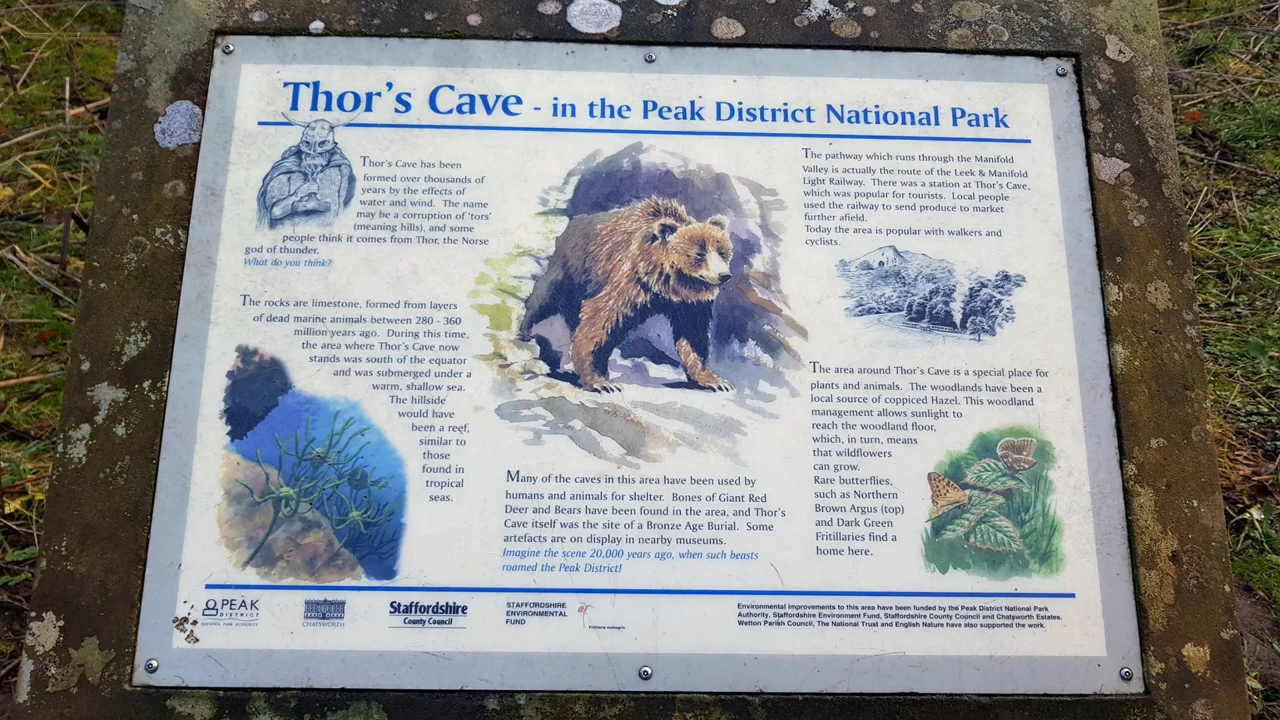 Thor's Cave - in the Peak District National Park
Thor's Cave has been
formed over thousands of
years by the effects of
water and wind. The name
may be a corruption of 'tors'
(meaning hills), and some
people think it comes from Thor, the Norse
god of thunder.
What do you think?
The rocks are limestone, formed from layers
of dead marine animals between 280 - 360
million years ago. During this time,
the area where Thor's Cave now
stands was south of the equator
and was submerged under a
warm, shallow sea.
The hillside
would have
been a reef,
similar to
those
found in
tropical
seas.
Many of the caves in this area have been used by
humans and animals for shelter. Bones of Giant Red
Deer and Bears have been found in the area, and Thor's
Cave itself was the site of a Bronze Age Burial. Some
artefacts are on display in nearby museums.
Imagine the scene 20,000 years ago, when such beasts
roamed the Peak District!
The pathway which runs through the Manifold
Valley is actually the route of the Leek & Manifold
Light Railway. There was a station at Thor's Cave,
which was popular for tourists. Local people
used the railway to send produce to market
further afield.
Today the area is popular with walkers and
cyclists.
The area around Thor's Cave is a special place for
plants and animals. The woodlands have been a
local source of coppiced Hazel. This woodland
management allows sunlight to
reach the woodland floor,
which, in turn, means
that wildflowers
can grow.
Rare butterflies,
such as Northern
Brown Argus (top)
and Dark Green
Fritillaries find a
home here.
PEAK
DISTRICT
NATIONAL PARK AUTHORITY
CHATSWORTH
Staffordshire
County Council
STAFFORDSHIRE
ENVIRONMENTAL
FUND
Fritillaria meleagris
Environmental improvements to this area have been funded by the Peak District National Park
Authority, Staffordshire Environment Fund, Staffordshire County Council and Chatsworth Estates.
Wetton Parish Council, The National Trust and English Nature have also supported the work.